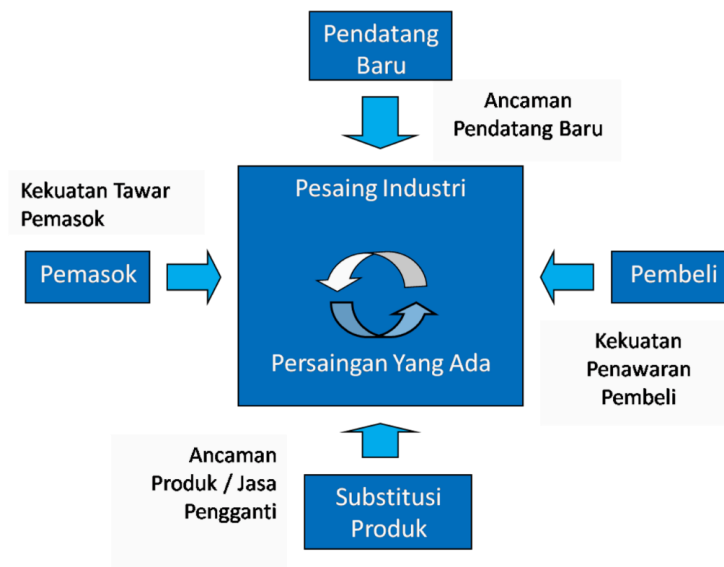 Pendatang
Baru
Ancaman
Pendatang Baru
Kekuatan Tawar
Pemasok
Pesaing Industri
Pemasok
Pembeli
Persaingan Yang Ada
Kekuatan
Penawaran
Pembeli
Ancaman
Produk / Jasa
Pengganti
Substitusi
Produk